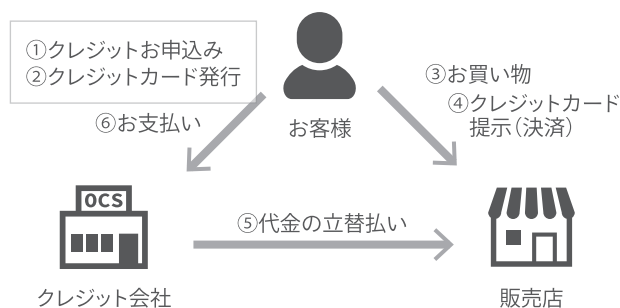 ①クレジットお申込み
②クレジットカード発行
③お買い物
④クレジットカード
提示(決済)
⑥お支払い
お客様
OCS
⑤代金の立替払い
クレジット会社
販売店